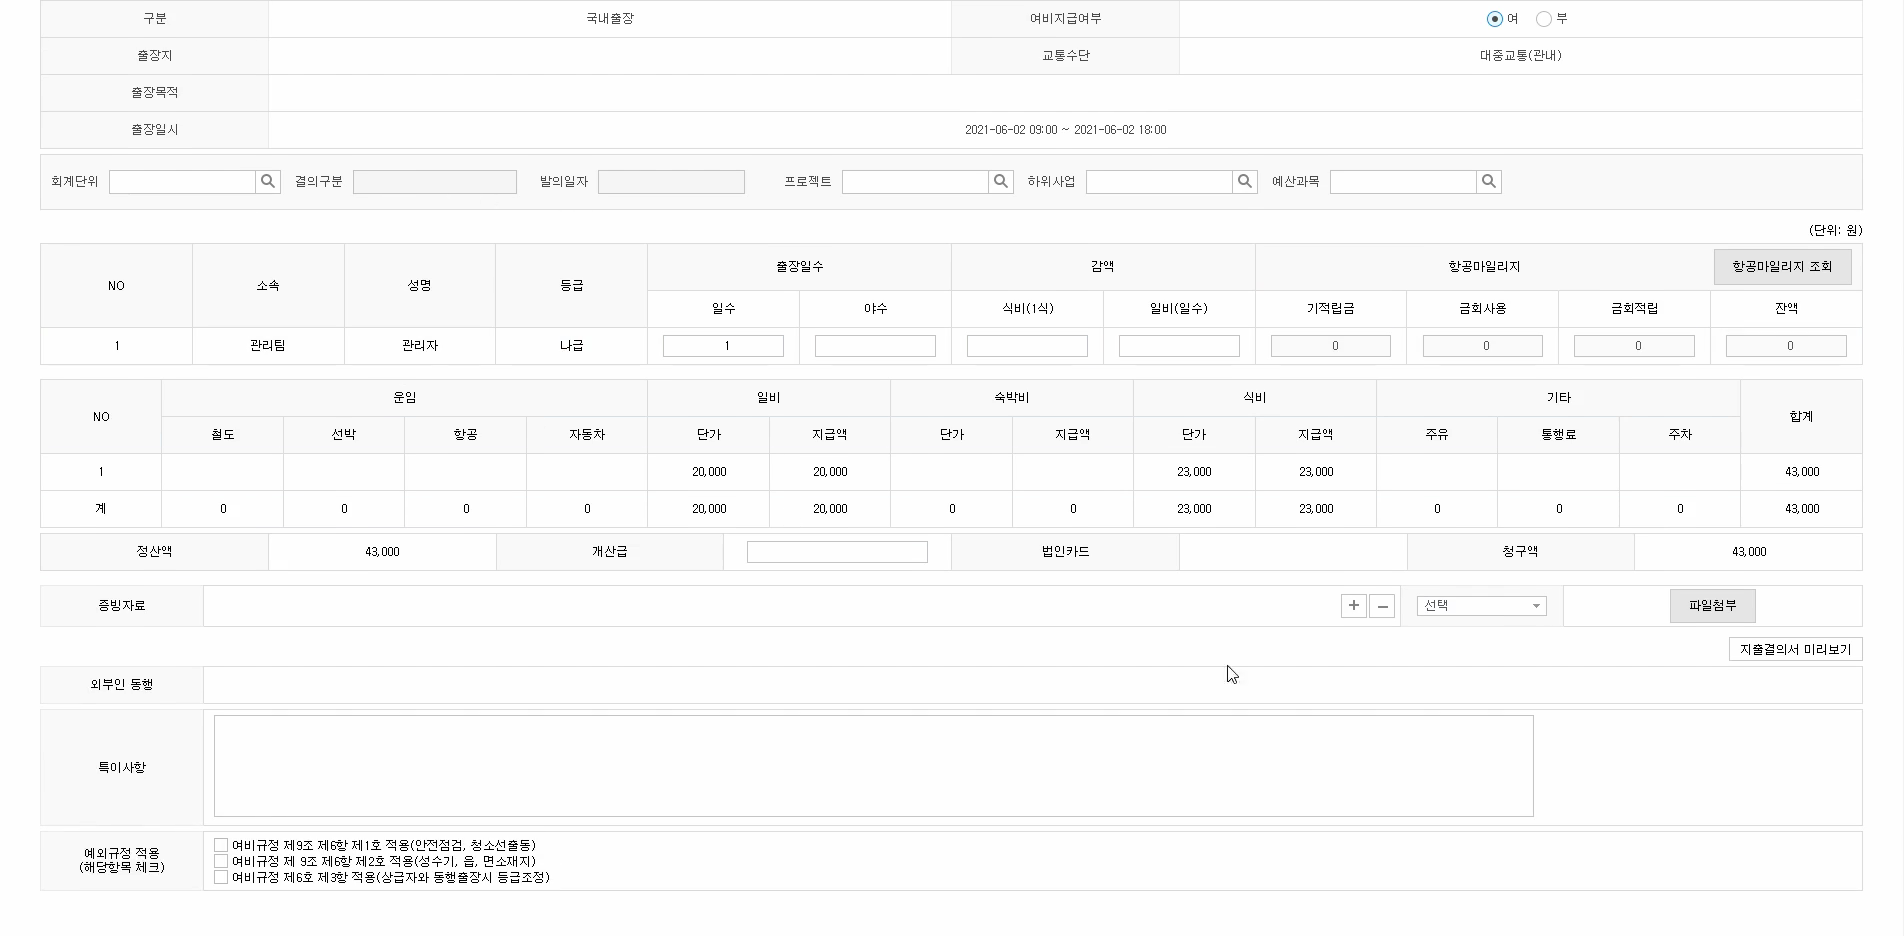 구분 국내출장 여비지급여부 여 부
출장지 교통수단 대중교통(관내)
출장목적
출장일시 2021-06-02 09:00 ~ 2021-06-02 18:00
회계단위 결의구분 발의일자 프로젝트 하위사업 예산과목
(단위: 원)
NO 소속 성명 등급 출장일수 감액 항공마일리지 항공마일리지 조회
일수 야수 식비(1식) 일비(일수) 기적립금 금회사용 금회적립 잔액
1 관리팀 관리자 나급 1 0 0 0 0
NO 운임 일비 숙박비 식비 기타 합계
철도 선박 항공 자동차 단가 지급액 단가 지급액 단가 지급액 주유 통행료 주차
1 20,000 20,000 23,000 23,000 43,000
계 0 0 0 0 20,000 20,000 0 0 23,000 23,000 0 0 0 43,000
정산액 43,000 개산급 법인카드 청구액 43,000
증빙자료 + - 선택 파일첨부
지출결의서 미리보기
외부인 동행
특이사항
예외규정 적용
(해당항목 체크)
여비규정 제9조 제6항 제1호 적용(안전점검, 청소선출동)
여비규정 제 9조 제6항 제2호 적용(성수기, 읍, 면소재지)
여비규정 제6호 제3항 적용(상급자와 동행출장시 등급조정)